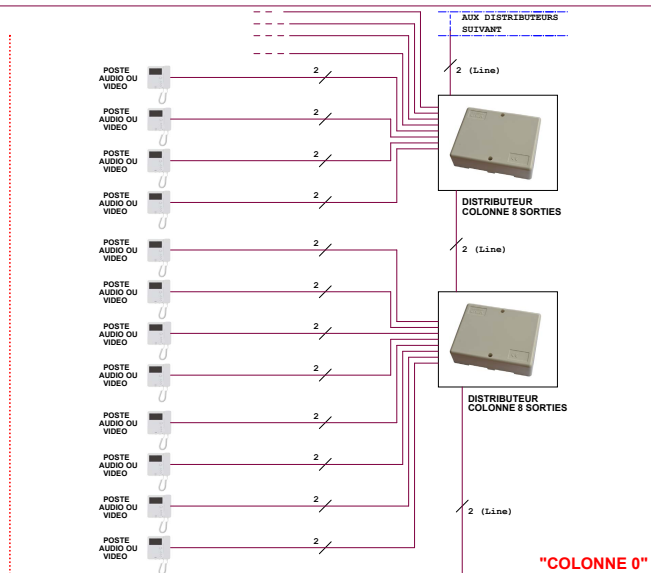 AUX DISTRIBUTEURS
SUIVANT
2 (Line)
POSTE
AUDIO OU
VIDEO
2
POSTE
AUDIO OU
VIDEO
2
POSTE
AUDIO OU
VIDEO
2
POSTE
AUDIO OU
VIDEO
2
DISTRIBUTEUR
COLONNE 8 SORTIES
POSTE
AUDIO OU
VIDEO
2
2 (Line)
POSTE
AUDIO OU
VIDEO
2
POSTE
AUDIO OU
VIDEO
2
POSTE
AUDIO OU
VIDEO
2
DISTRIBUTEUR
COLONNE 8 SORTIES
POSTE
AUDIO OU
VIDEO
2
POSTE
AUDIO OU
VIDEO
2
POSTE
AUDIO OU
VIDEO
2
2 (Line)
POSTE
AUDIO OU
VIDEO
2
"COLONNE 0"